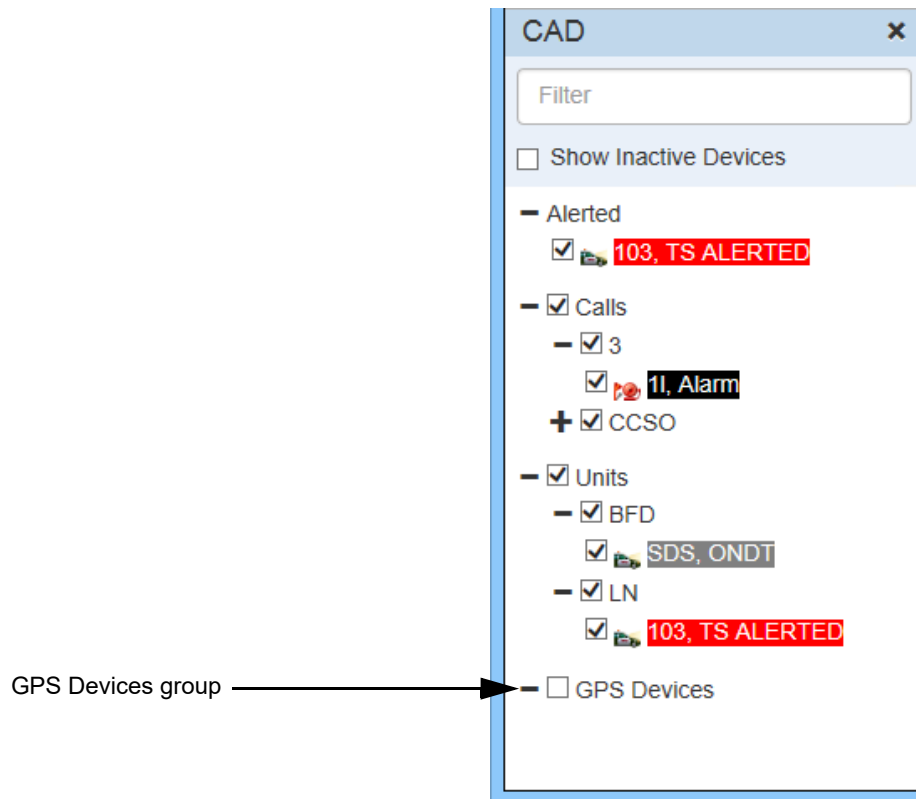 CAD
Filter
Show Inactive Devices
Alerted
103, TS ALERTED
Calls
3
1I, Alarm
CCSO
Units
BFD
SDS, ONDT
LN
103, TS ALERTED
GPS Devices group
GPS Devices